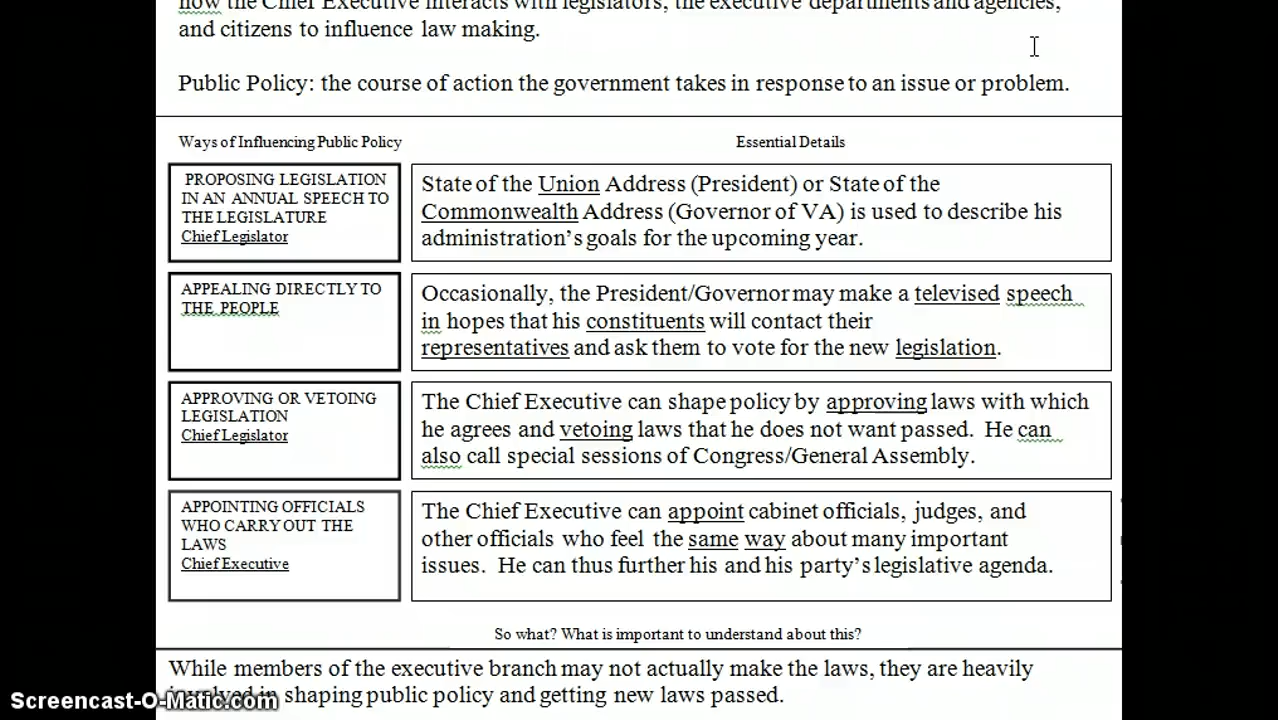 how the Chief Executive interacts with legislators, the executive departments and agencies,
and citizens to influence law making.
Public Policy: the course of action the government takes in response to an issue or problem.
Ways of Influencing Public Policy
Essential Details
PROPOSING LEGISLATION
IN AN ANNUAL SPEECH TO
THE LEGISLATURE
Chief Legislator
State of the Union Address (President) or State of the
Commonwealth Address (Governor of VA) is used to describe his
administration's goals for the upcoming year.
APPEALING DIRECTLY TO
THE PEOPLE
Occasionally, the President/Governor may make a televised speech
in hopes that his constituents will contact their
representatives and ask them to vote for the new legislation.
APPROVING OR VETOING
LEGISLATION
Chief Legislator
The Chief Executive can shape policy by approving laws with which
he agrees and vetoing laws that he does not want passed. He can
also call special sessions of Congress/General Assembly.
APPOINTING OFFICIALS
WHO CARRY OUT THE
LAWS
Chief Executive
The Chief Executive can appoint cabinet officials, judges, and
other officials who feel the same way about many important
issues. He can thus further his and his party's legislative agenda.
So what? What is important to understand about this?
While members of the executive branch may not actually make the laws, they are heavily
involved in shaping public policy and getting new laws passed.
Screencast-O-Matic.com